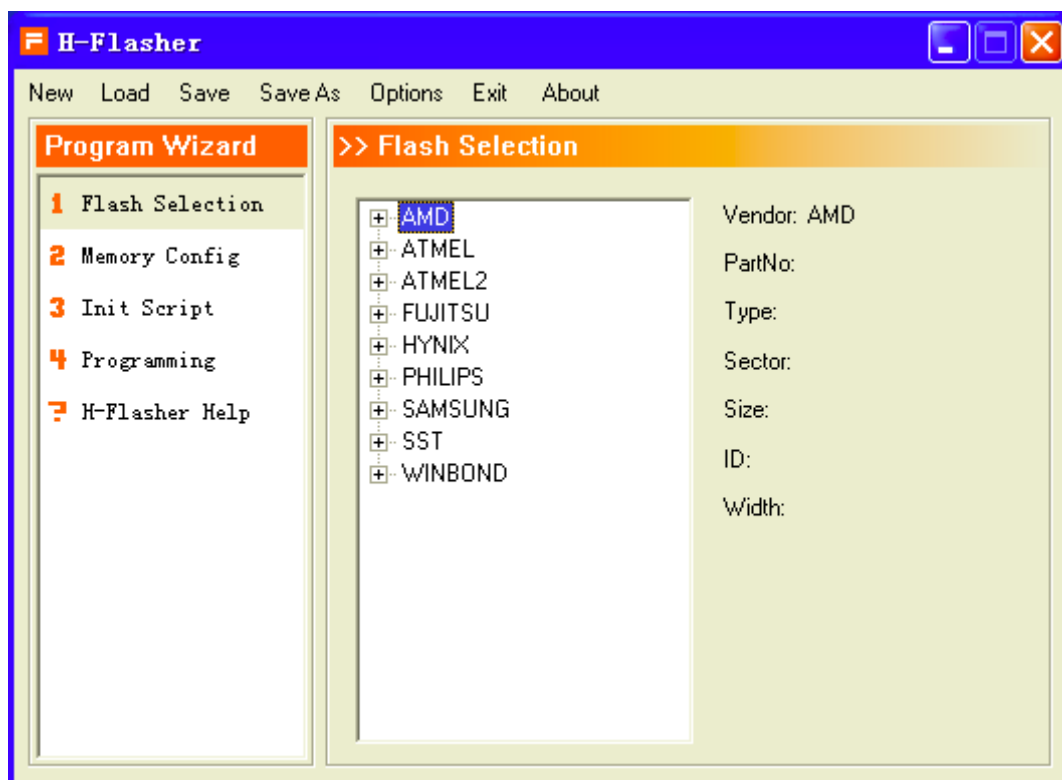 H-Flasher
New Load Save Save As Options Exit About
Program Wizard
1 Flash Selection
2 Memory Config
3 Init Script
4 Programming
? H-Flasher Help
>> Flash Selection
AMD
ATMEL
ATMEL2
FUJITSU
HYNIX
PHILIPS
SAMSUNG
SST
WINBOND
Vendor: AMD
PartNo:
Type:
Sector:
Size:
ID:
Width: